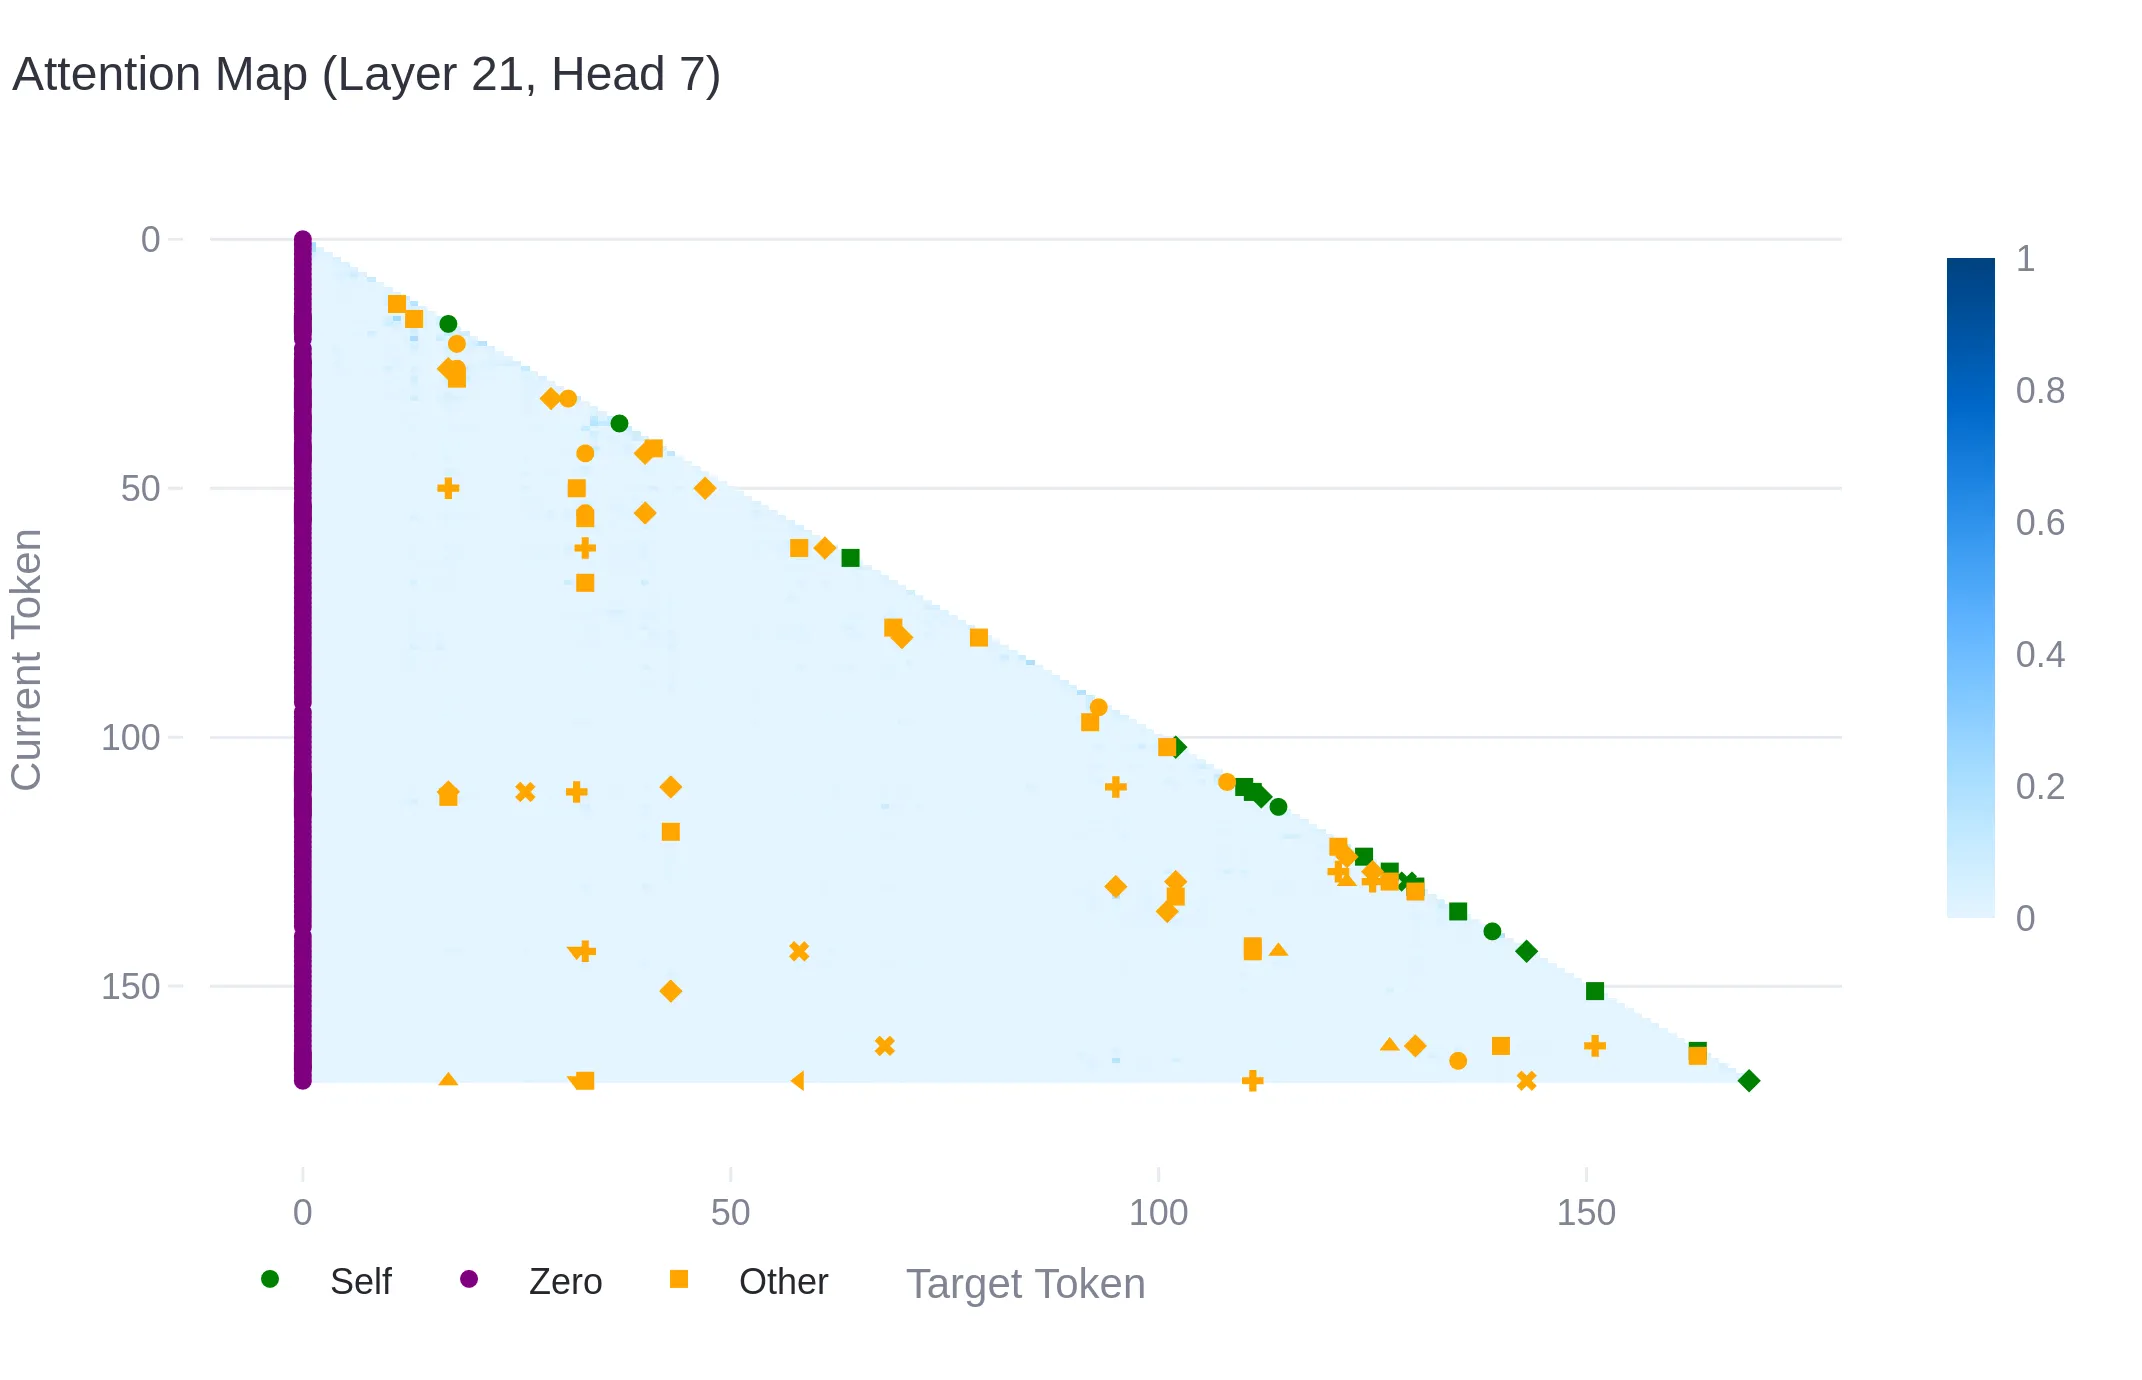 Attention Map (Layer 21, Head 7)
Current Token
0
50
100
150
0
50
100
150
Target Token
Self
Zero
Other
1
0.8
0.6
0.4
0.2
0